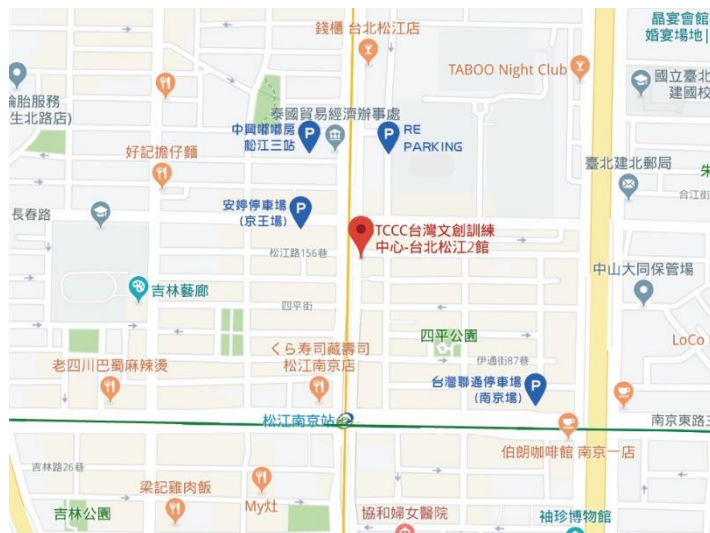 錢櫃 台北松江店
晶宴會館
婚宴場地|
TABOO Night Club
國立臺北
建國校
輪胎服務
生北路店)
泰國貿易經濟辦事處
中興嘟嘟房
松江三站
RE
PARKING
好記擔仔麵
臺北建北郵局
朱
合江街
長春路
安婷停車場
(京王場)
TCCC台灣文創訓練
中心-台北松江2館
松江路156巷
中山大同保管場
吉林藝廊
四平街
四平公園
LoCo
くら寿司藏壽司
松江南京店
伊通街87巷
老四川巴蜀麻辣燙
台灣聯通停車場
(南京場)
松江南京站
南京東路三
伯朗咖啡館 南京一店
吉林路26巷
梁記雞肉飯
My灶
吉林公園
協和婦女醫院
袖珍博物館